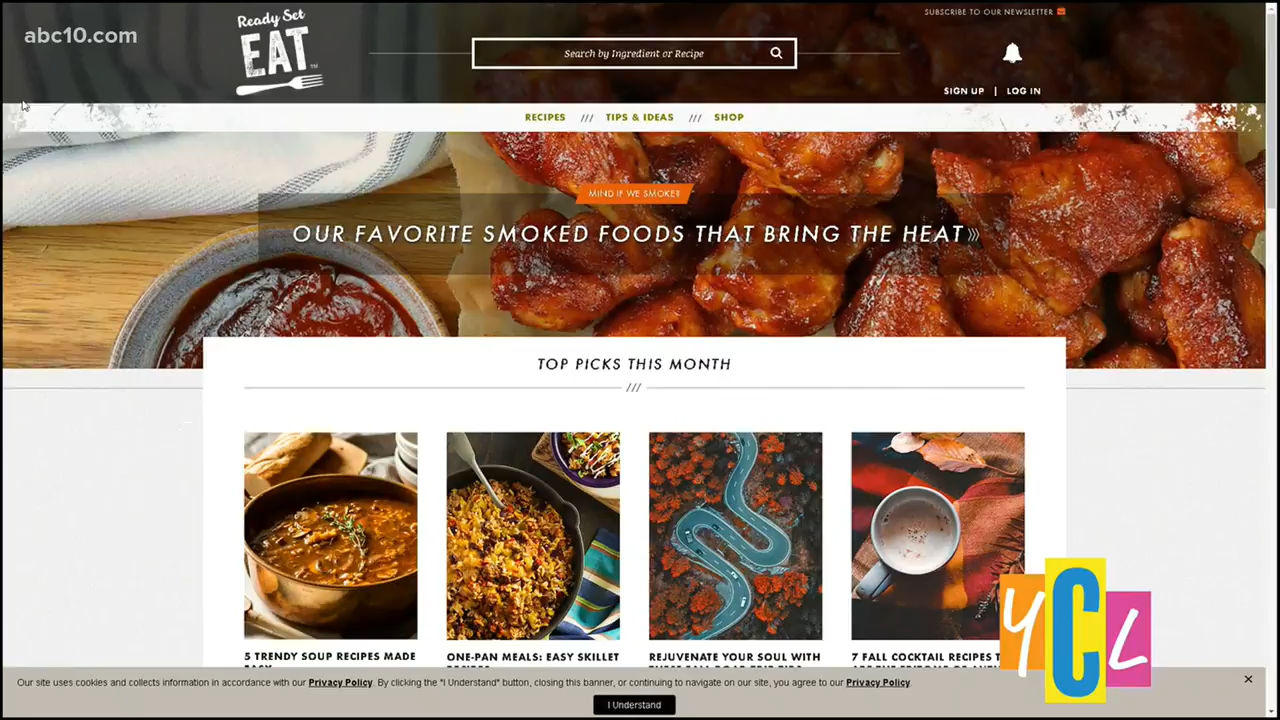 abc10.com
Ready Set
EAT
TM
SUBSCRIBE TO OUR NEWSLETTER
Search by Ingredient or Recipe
SIGN UP | LOG IN
RECIPES /// TIPS & IDEAS /// SHOP
MIND IF WE SMOKE?
OUR FAVORITE SMOKED FOODS THAT BRING THE HEAT
TOP PICKS THIS MONTH
///
5 TRENDY SOUP RECIPES MADE
ONE-PAN MEALS: EASY SKILLET
REJUVENATE YOUR SOUL WITH
7 FALL COCKTAIL RECIPES
YCL
Our site uses cookies and collects information in accordance with our Privacy Policy. By clicking the "I Understand" button, closing this banner, or continuing to navigate on our site, you agree to our Privacy Policy.
I Understand